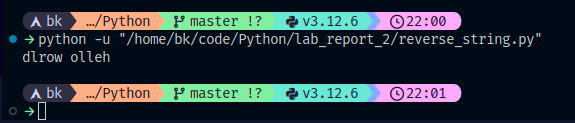 bk …/Python master !? v3.12.6 22:00
→ python -u "/home/bk/code/Python/lab_report_2/reverse_string.py"
dlrow olleh
bk …/Python master !? v3.12.6 22:01
→